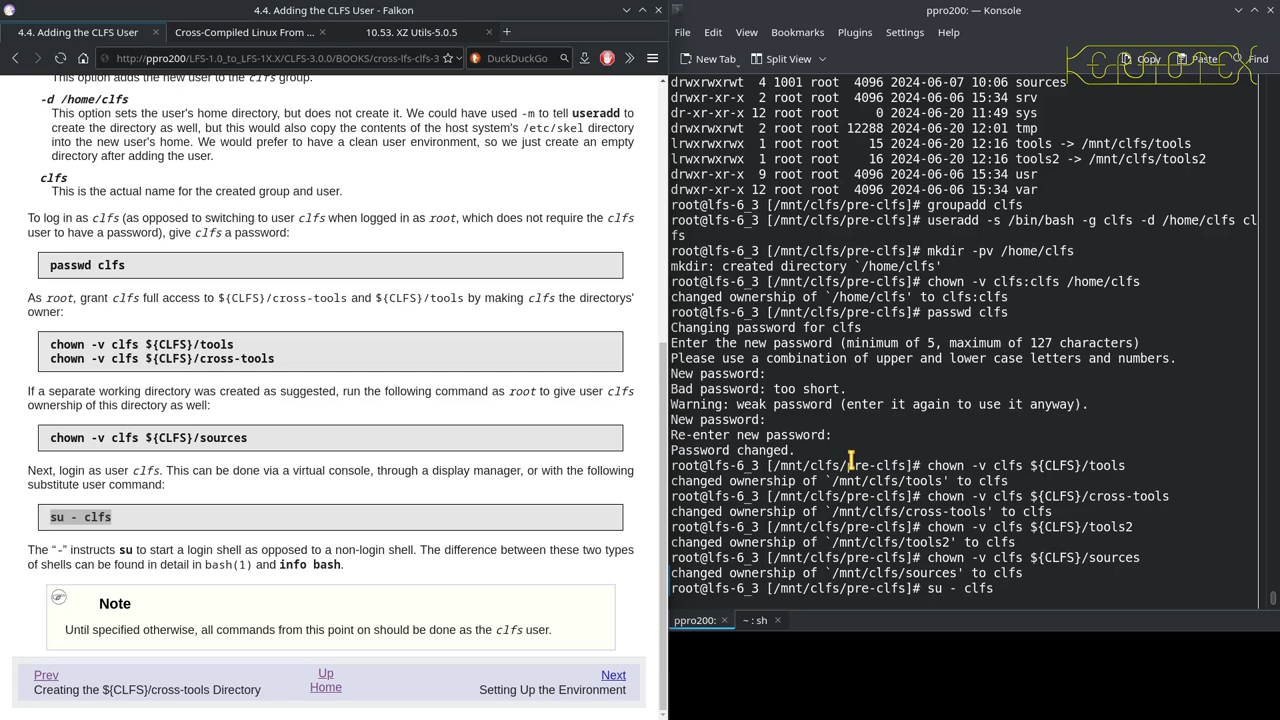 4.4. Adding the CLFS User - Falkon
4.4. Adding the CLFS User
Cross-Compiled Linux From ...
10.53. XZ Utils-5.0.5
http://ppro200/LFS-1.0_to_LFS-1X.X/CLFS-3.0.0/BOOKS/cross-lfs-clfs-3
DuckDuckGo
This option adds the new user to the clfs group.
-d /home/clfs
This option sets the user's home directory, but does not create it. We could have used -m to tell useradd to
create the directory as well, but this would also copy the contents of the host system's /etc/skel directory
into the new user's home. We would prefer to have a clean user environment, so we just create an empty
directory after adding the user.
clfs
This is the actual name for the created group and user.
To log in as clfs (as opposed to switching to user clfs when logged in as root, which does not require the clfs
user to have a password), give clfs a password:
passwd clfs
As root, grant clfs full access to ${CLFS}/cross-tools and ${CLFS}/tools by making clfs the directorys'
owner:
chown -v clfs ${CLFS}/tools
chown -v clfs ${CLFS}/cross-tools
If a separate working directory was created as suggested, run the following command as root to give user clfs
ownership of this directory as well:
chown -v clfs ${CLFS}/sources
Next, login as user clfs. This can be done via a virtual console, through a display manager, or with the following
substitute user command:
su - clfs
The “-” instructs su to start a login shell as opposed to a non-login shell. The difference between these two types
of shells can be found in detail in bash(1) and info bash.
Note
Until specified otherwise, all commands from this point on should be done as the clfs user.
Prev
Creating the ${CLFS}/cross-tools Directory
Up
Home
Next
Setting Up the Environment
ppro200: — Konsole
File Edit View Bookmarks Plugins Settings Help
New Tab
Split View
Copy
Paste
Find
drwxrwxrwt 4 1001 root 4096 2024-06-07 10:06 sources
drwxr-xr-x 2 root root 4096 2024-06-06 15:34 srv
dr-xr-xr-x 12 root root 0 2024-06-20 11:49 sys
drwxrwxrwt 2 root root 12288 2024-06-20 12:01 tmp
lrwxrwxrwx 1 root root 15 2024-06-20 12:16 tools -> /mnt/clfs/tools
lrwxrwxrwx 1 root root 16 2024-06-20 12:16 tools2 -> /mnt/clfs/tools2
drwxr-xr-x 9 root root 4096 2024-06-06 15:34 usr
drwxr-xr-x 12 root root 4096 2024-06-06 15:34 var
root@lfs-6_3 [/mnt/clfs/pre-clfs]# groupadd clfs
root@lfs-6_3 [/mnt/clfs/pre-clfs]# useradd -s /bin/bash -g clfs -d /home/clfs cl
fs
root@lfs-6_3 [/mnt/clfs/pre-clfs]# mkdir -pv /home/clfs
mkdir: created directory `/home/clfs'
root@lfs-6_3 [/mnt/clfs/pre-clfs]# chown -v clfs:clfs /home/clfs
changed ownership of `/home/clfs' to clfs:clfs
root@lfs-6_3 [/mnt/clfs/pre-clfs]# passwd clfs
Changing password for clfs
Enter the new password (minimum of 5, maximum of 127 characters)
Please use a combination of upper and lower case letters and numbers.
New password:
Bad password: too short.
Warning: weak password (enter it again to use it anyway).
New password:
Re-enter new password:
Password changed.
root@lfs-6_3 [/mnt/clfs/pre-clfs]# chown -v clfs ${CLFS}/tools
changed ownership of `/mnt/clfs/tools' to clfs
root@lfs-6_3 [/mnt/clfs/pre-clfs]# chown -v clfs ${CLFS}/cross-tools
changed ownership of `/mnt/clfs/cross-tools' to clfs
root@lfs-6_3 [/mnt/clfs/pre-clfs]# chown -v clfs ${CLFS}/tools2
changed ownership of `/mnt/clfs/tools2' to clfs
root@lfs-6_3 [/mnt/clfs/pre-clfs]# chown -v clfs ${CLFS}/sources
changed ownership of `/mnt/clfs/sources' to clfs
root@lfs-6_3 [/mnt/clfs/pre-clfs]# su - clfs
ppro200:
~ : sh